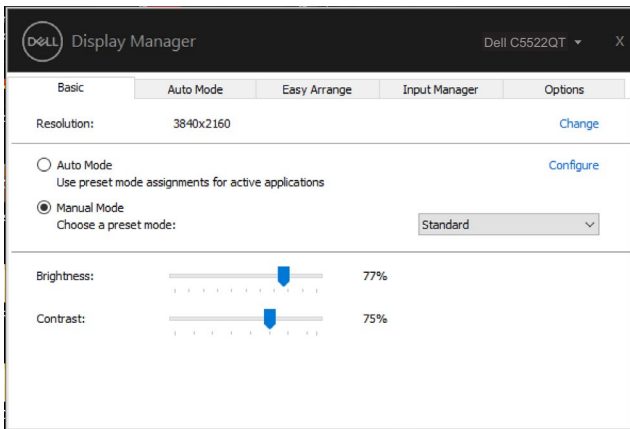 DELL Display Manager Dell C5522QT X
Basic Auto Mode Easy Arrange Input Manager Options
Resolution: 3840x2160 Change
Auto Mode Configure
Use preset mode assignments for active applications
Manual Mode
Choose a preset mode: Standard
Brightness: 77%
Contrast: 75%